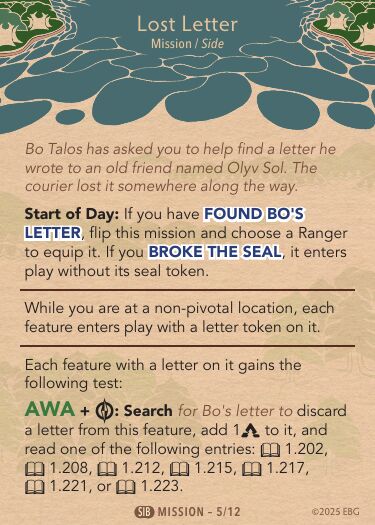 Lost Letter
Mission / Side
Bo Talos has asked you to help find a letter he
wrote to an old friend named Olyv Sol. The
courier lost it somewhere along the way.
Start of Day: If you have FOUND BO'S
LETTER, flip this mission and choose a Ranger
to equip it. If you BROKE THE SEAL, it enters
play without its seal token.
While you are at a non-pivotal location, each
feature enters play with a letter token on it.
Each feature with a letter on it gains the
following test:
AWA + : Search for Bo's letter to discard
a letter from this feature, add 1 to it, and
read one of the following entries: 1.202,
1.208, 1.212, 1.215, 1.217,
1.221, or 1.223.
SIB MISSION – 5/12
©2025 EBG